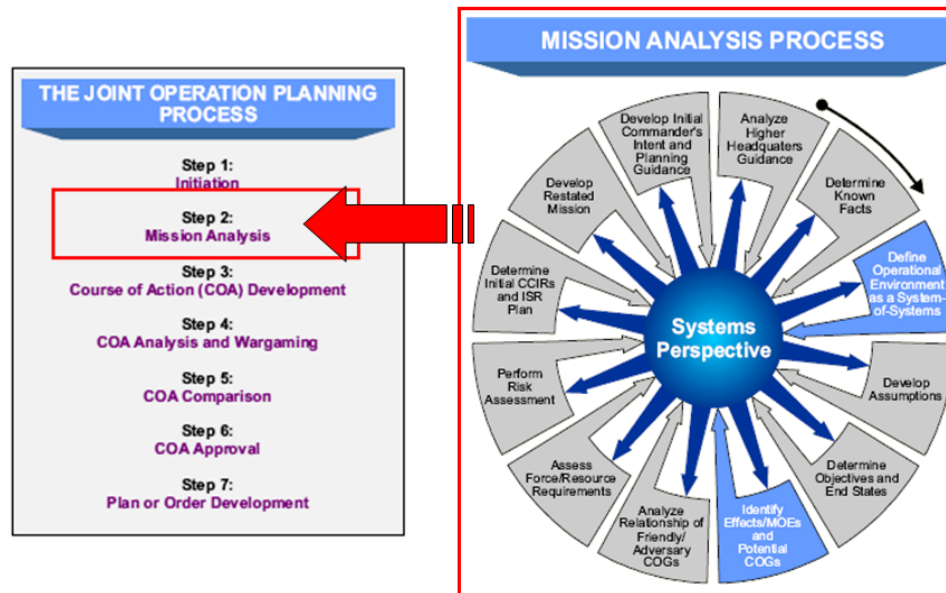 THE JOINT OPERATION PLANNING
PROCESS
Step 1:
Initiation
Step 2:
Mission Analysis
Step 3:
Course of Action (COA) Development
Step 4:
COA Analysis and Wargaming
Step 5:
COA Comparison
Step 6:
COA Approval
Step 7:
Plan or Order Development
MISSION ANALYSIS PROCESS
Analyze
Higher
Headquaters
Guidance
Determine
Known
Facts
Define
Operational
Environment
as a System-
of-Systems
Develop
Assumptions
Determine
Objectives and
End States
Identify
Effects/MOEs
and
Potential
COGs
Analyze
Relationship of
Friendly/
Adversary
COGs
Assess
Force/Resource
Requirements
Perform
Risk
Assessment
Determine
Initial CCIRs
and ISR
Plan
Develop
Restated
Mission
Develop Initial
Commander's
Intent and
Planning
Guidance
Systems
Perspective